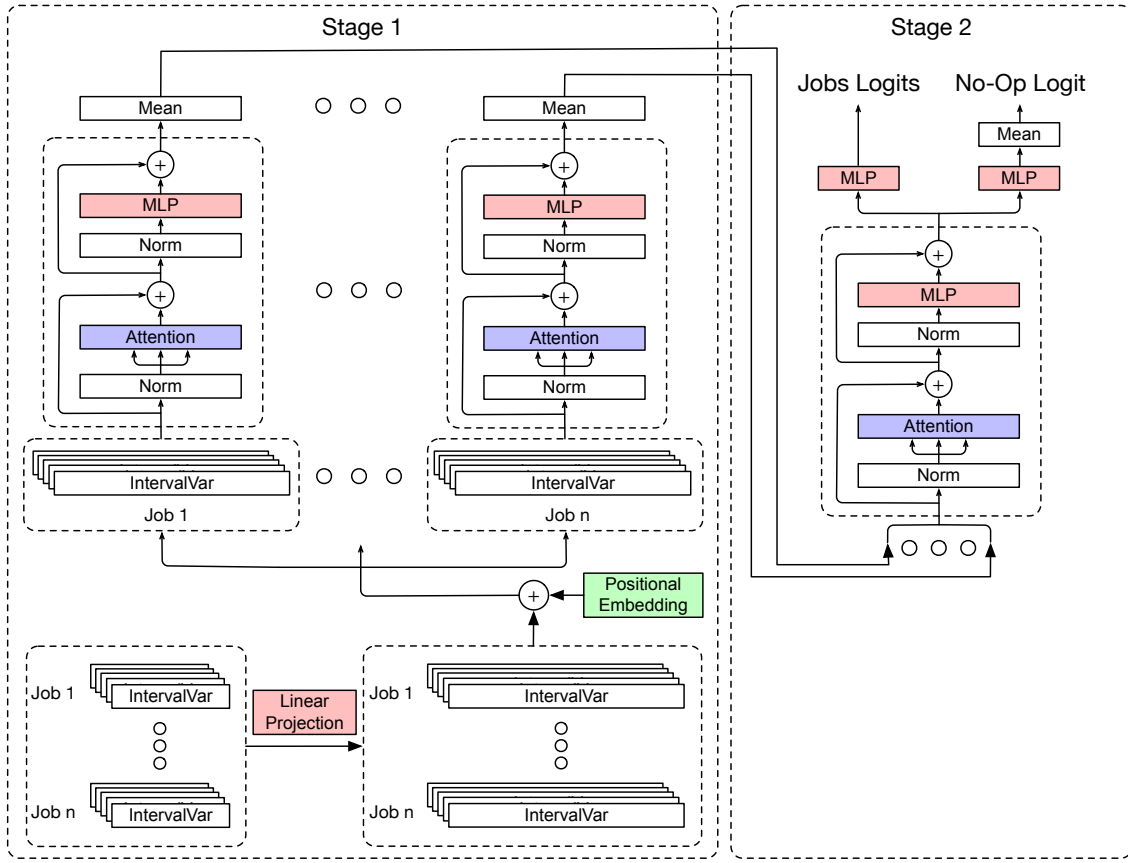 Stage 1
Mean
Mean
MLP
MLP
Norm
Norm
Attention
Attention
Norm
Norm
IntervalVar
IntervalVar
Job 1
Job n
Positional
Embedding
Job 1
IntervalVar
Linear
Projection
Job 1
IntervalVar
Job n
IntervalVar
Job n
IntervalVar
Stage 2
Jobs Logits
No-Op Logit
Mean
MLP
MLP
MLP
Norm
Attention
Norm